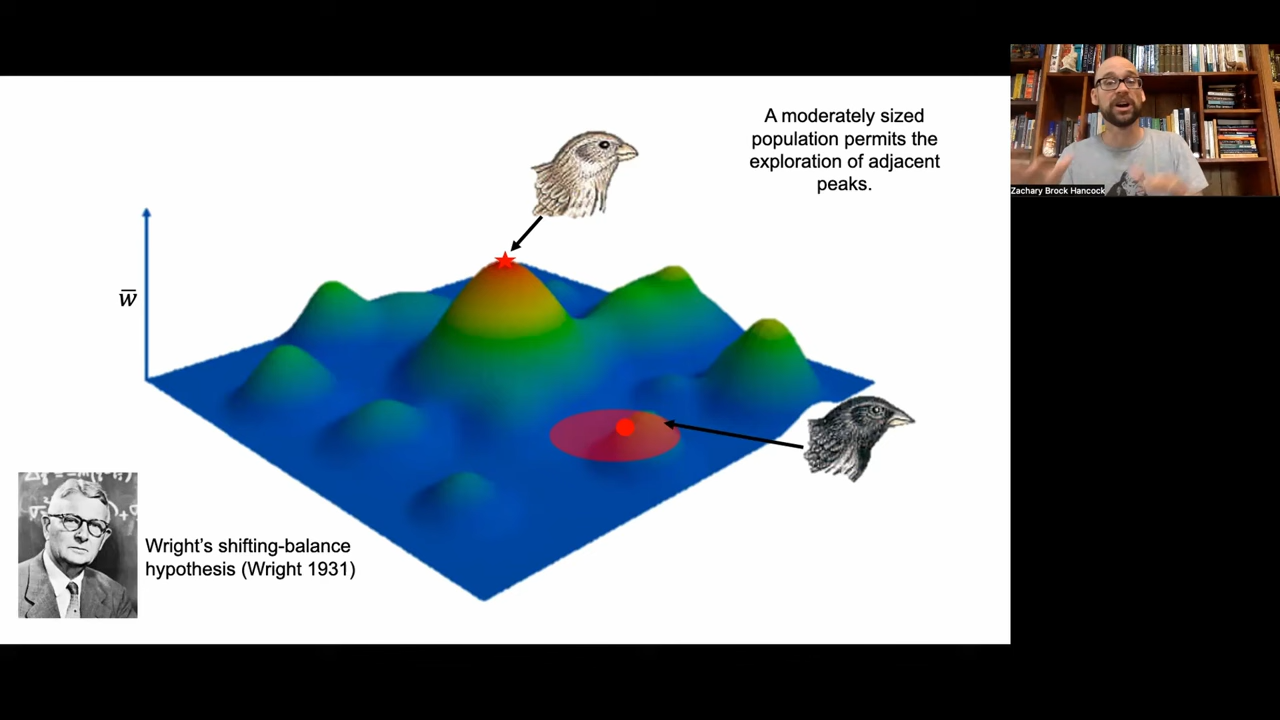 A moderately sized
population permits the
exploration of adjacent
peaks.
Zachary Brock Hancock
w̅
Wright's shifting-balance
hypothesis (Wright 1931)